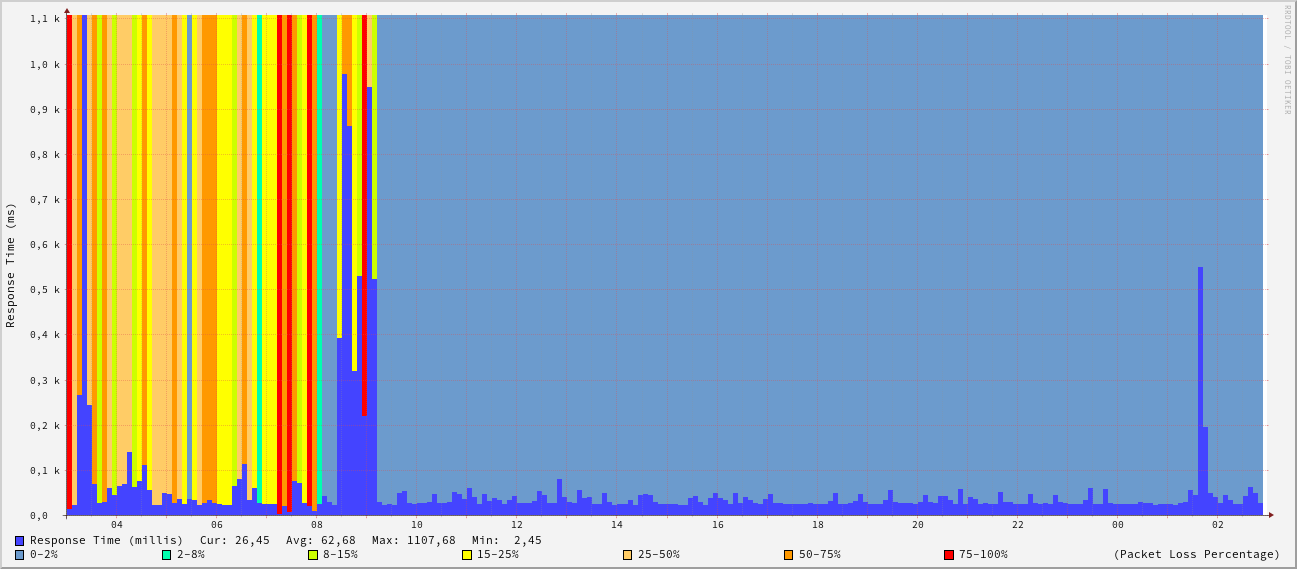 RRDTOOL / TOBI OETIKER
Response Time (ms)
1,1 k
1,0 k
0,9 k
0,8 k
0,7 k
0,6 k
0,5 k
0,4 k
0,3 k
0,2 k
0,1 k
0,0
04 06 08 10 12 14 16 18 20 22 00 02
Response Time (millis) Cur: 26,45 Avg: 62,68 Max: 1107,68 Min: 2,45
0-2% 2-8% 8-15% 15-25% 25-50% 50-75% 75-100% (Packet Loss Percentage)